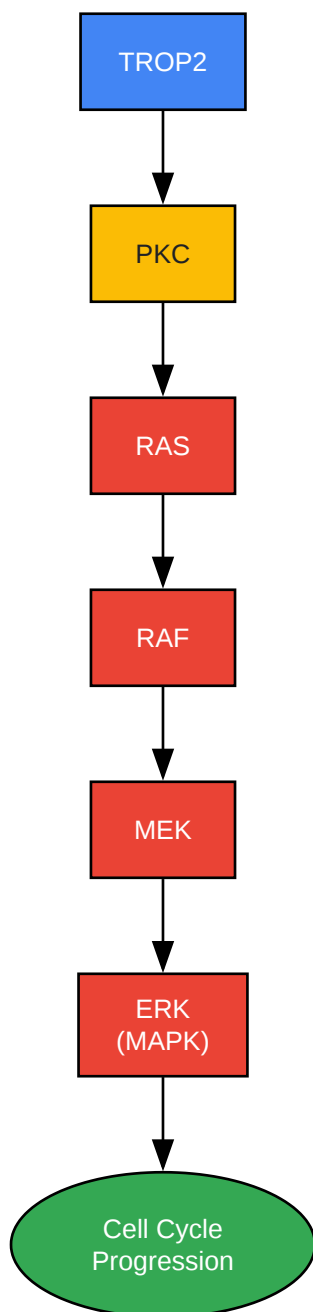 TROP2
PKC
RAS
RAF
MEK
ERK
(MAPK)
Cell Cycle
Progression